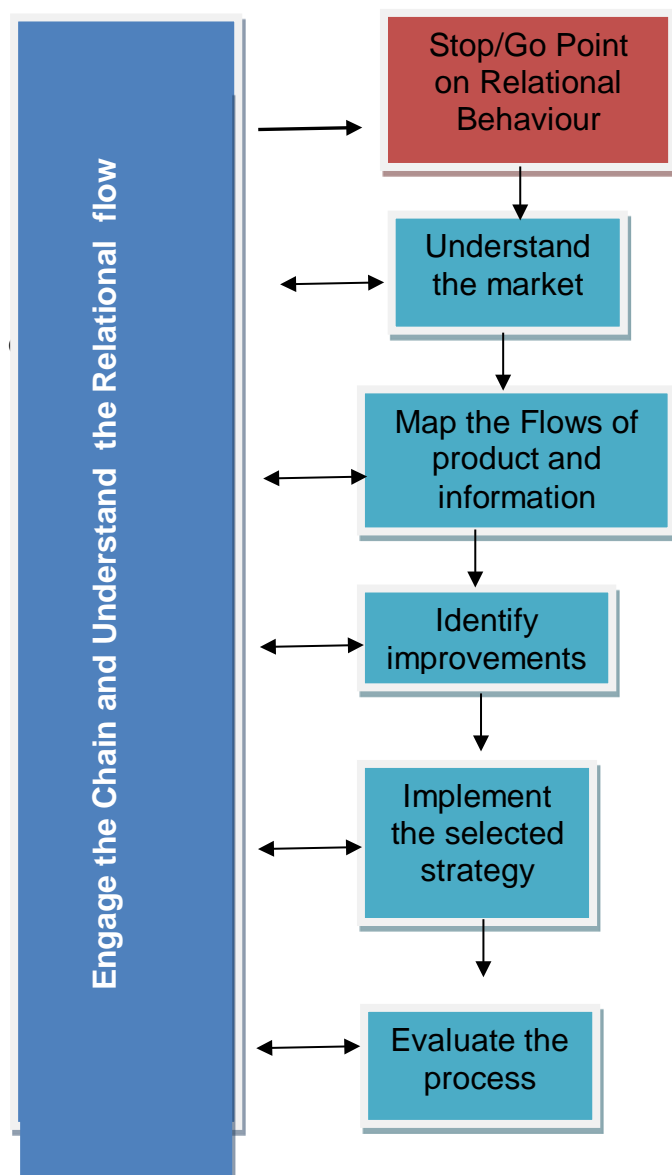 Engage the Chain and Understand the Relational flow
Stop/Go Point
on Relational
Behaviour
Understand
the market
Map the Flows of
product and
information
Identify
improvements
Implement
the selected
strategy
Evaluate the
process